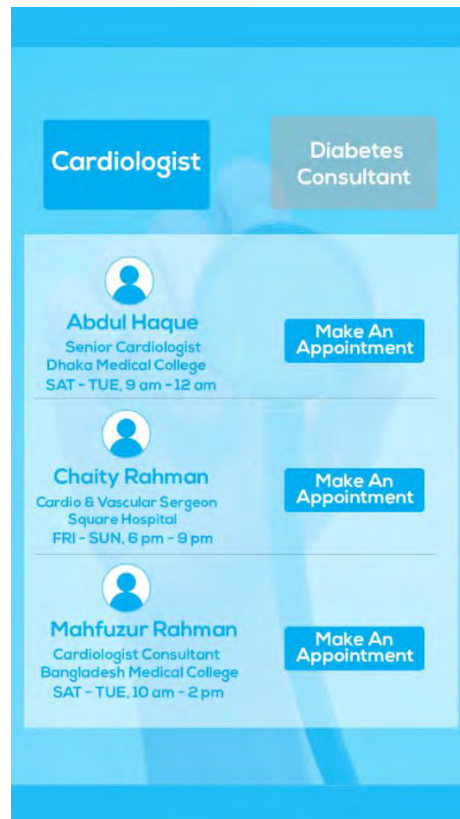 Cardiologist
Diabetes
Consultant
Abdul Haque
Senior Cardiologist
Dhaka Medical College
SAT - TUE, 9 am - 12 am
Make An
Appointment
Chaity Rahman
Cardio & Vascular Sergeon
Square Hospital
FRI - SUN, 6 pm - 9 pm
Make An
Appointment
Mahfuzur Rahman
Cardiologist Consultant
Bangladesh Medical College
SAT - TUE, 10 am - 2 pm
Make An
Appointment